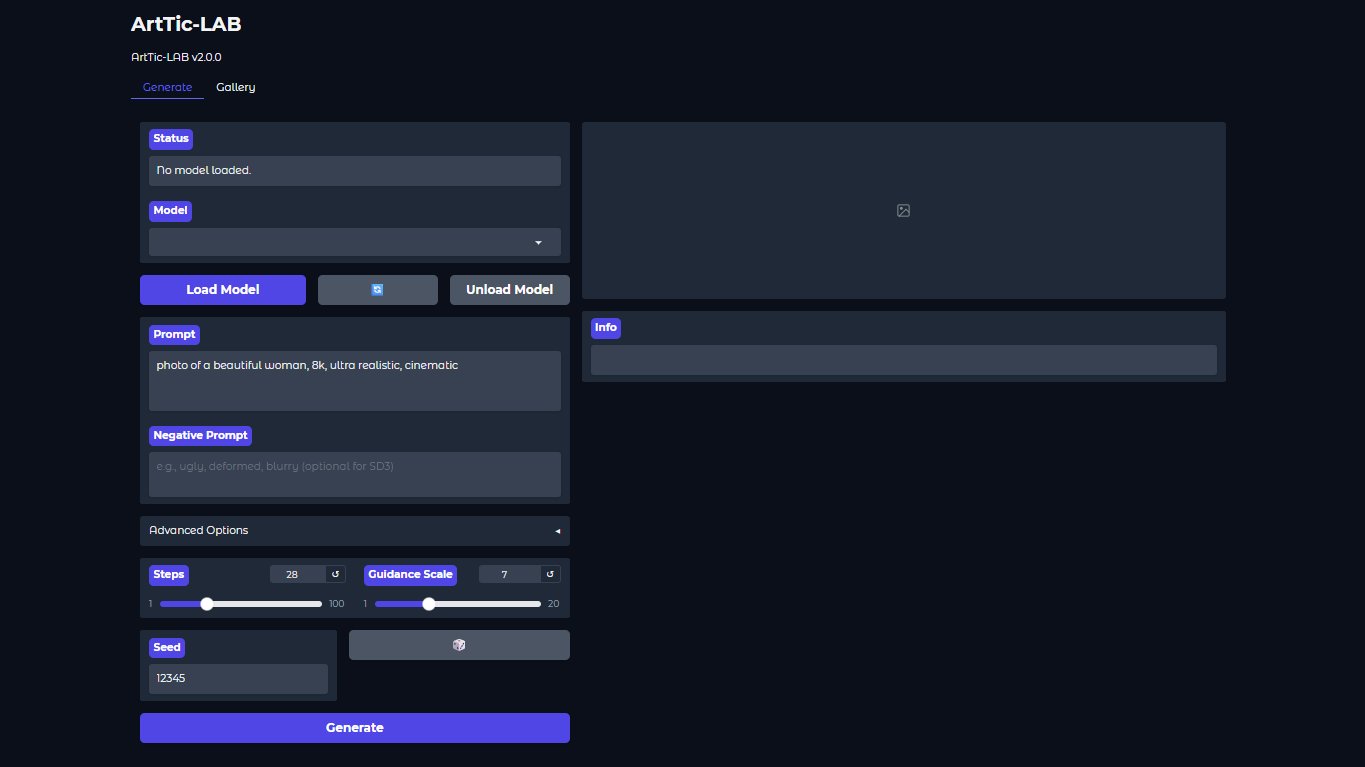 ArtTic-LAB
ArtTic-LAB v2.0.0
Generate Gallery
Status
No model loaded.
Model
Load Model Unload Model
Prompt
photo of a beautiful woman, 8k, ultra realistic, cinematic
Negative Prompt
e.g., ugly, deformed, blurry (optional for SD3)
Advanced Options
Steps 28 Guidance Scale 7
1 100 1 20
Seed
12345
Generate
Info